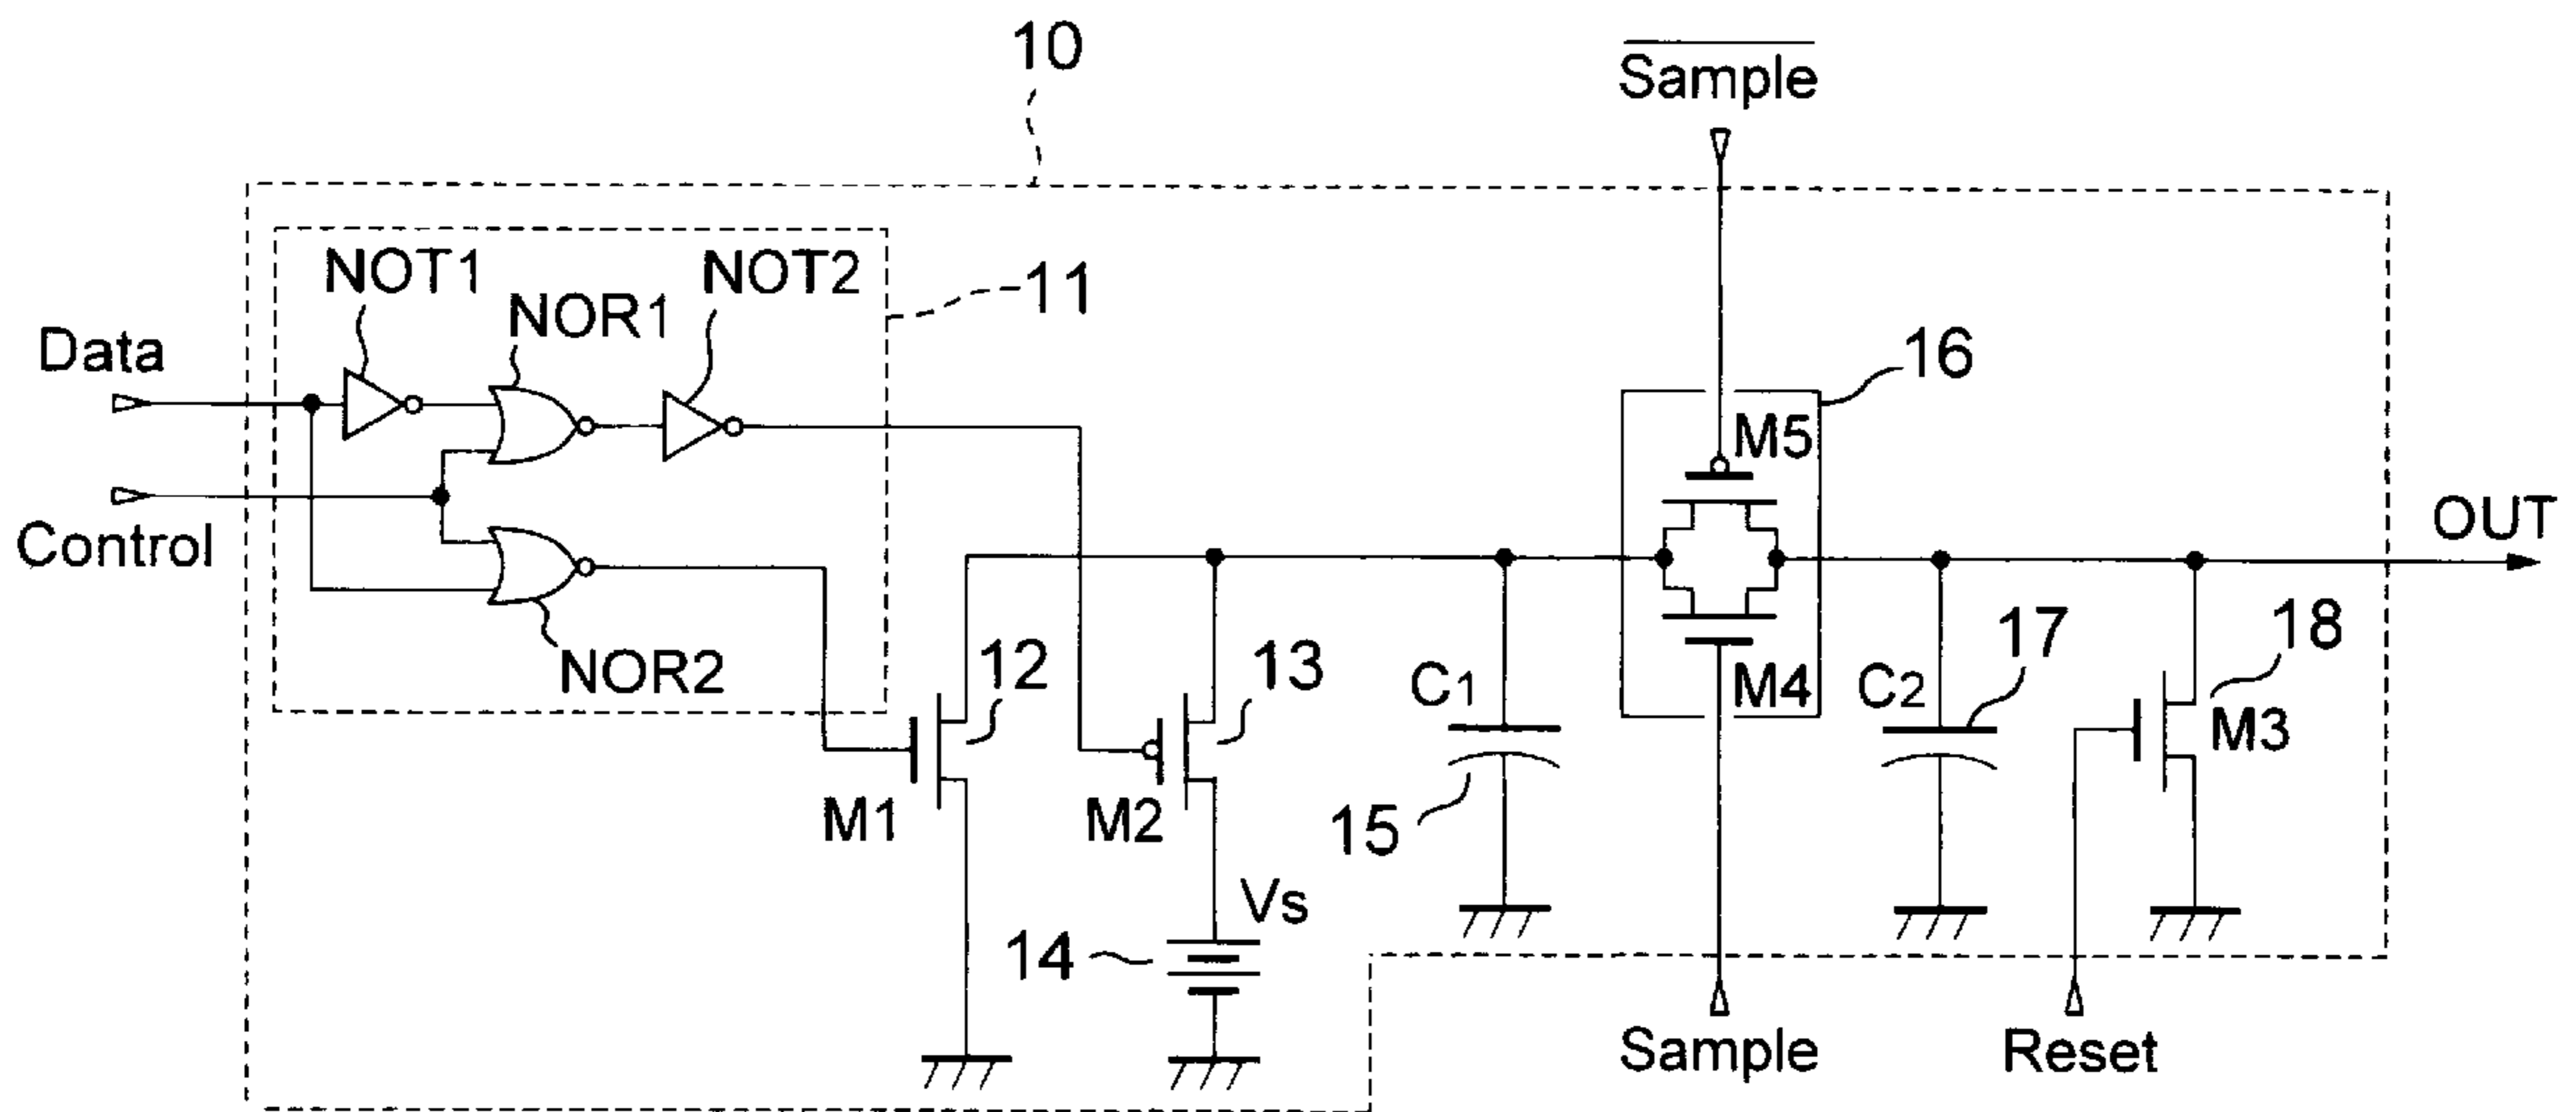 10
Sample
NOT1
NOT2
11
NOR1
Data
16
M5
Control
OUT
NOR2
12
13
C1
M4
C2
17
18
M3
M1
M2
15
Vs
14
Sample
Reset